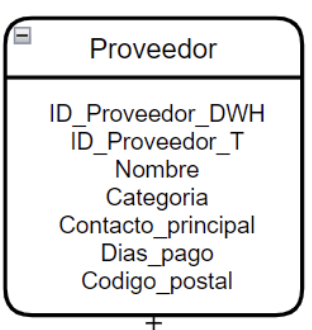 Proveedor
ID_Proveedor_DWH
ID_Proveedor_T
Nombre
Categoria
Contacto_principal
Dias_pago
Codigo_postal